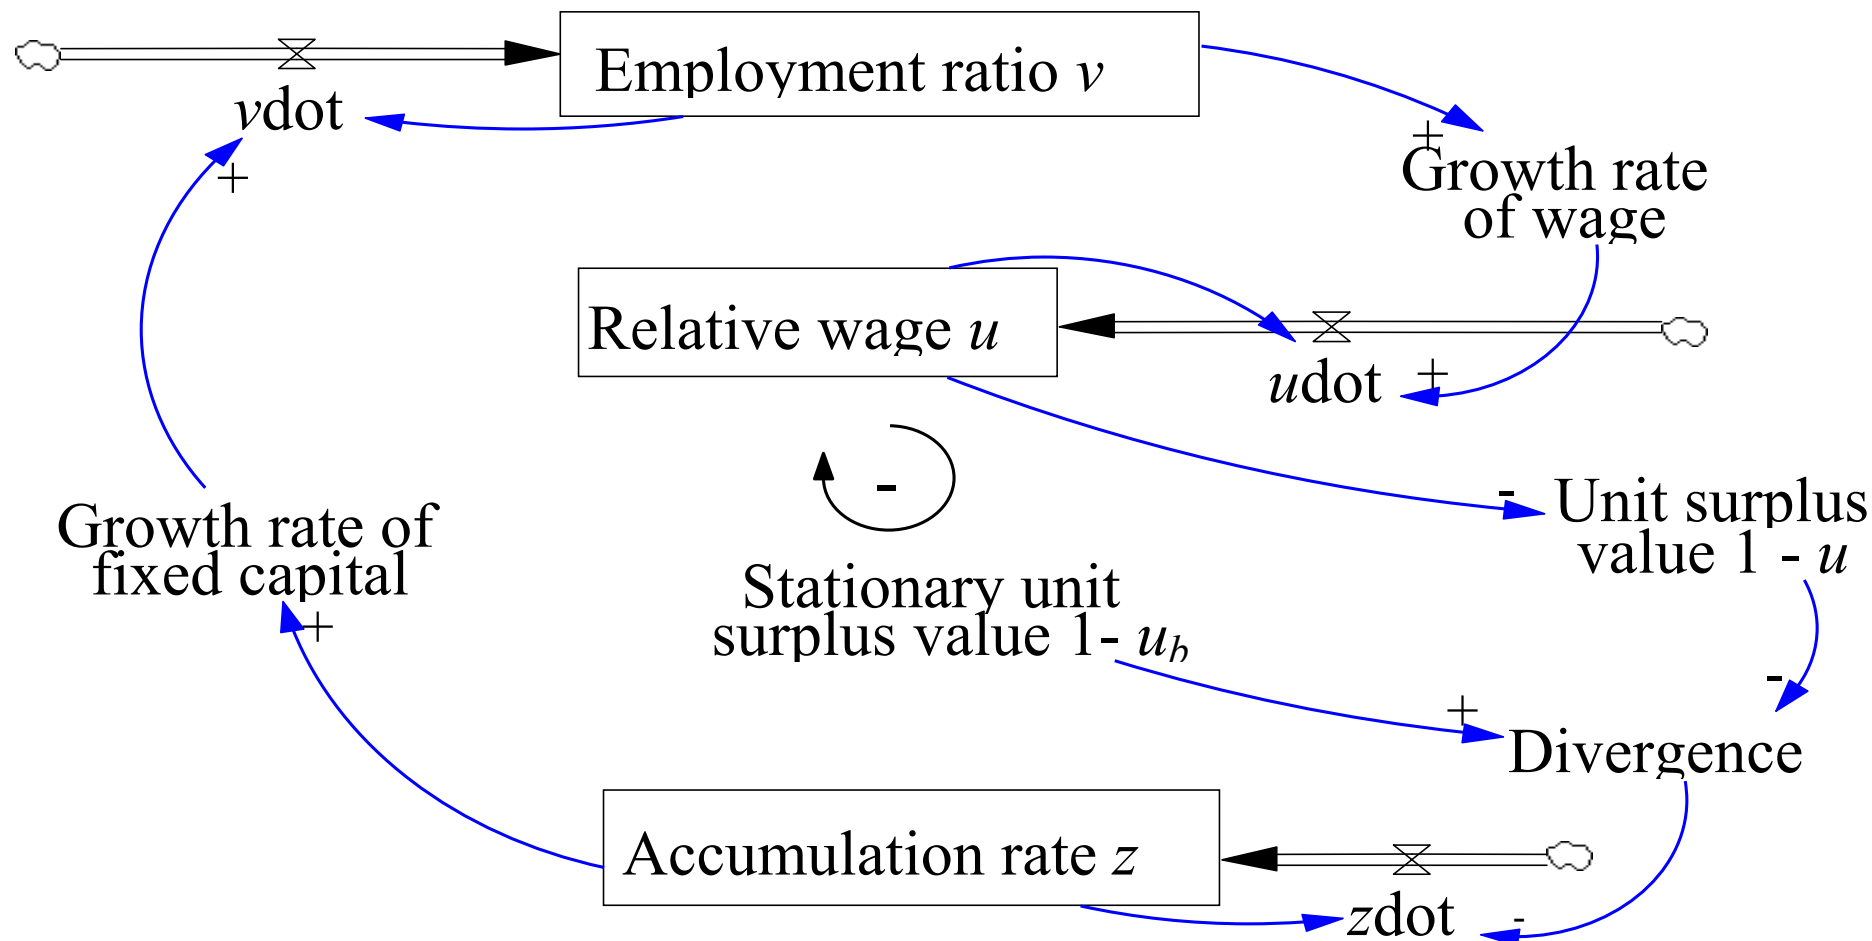 Employment ratio v
vdot
+
+
Growth rate
of wage
Relative wage u
udot
+
-
-
Unit surplus
value 1 - u
Growth rate of
fixed capital
+
Stationary unit
surplus value 1- u_b
-
+
Divergence
Accumulation rate z
zdot
-